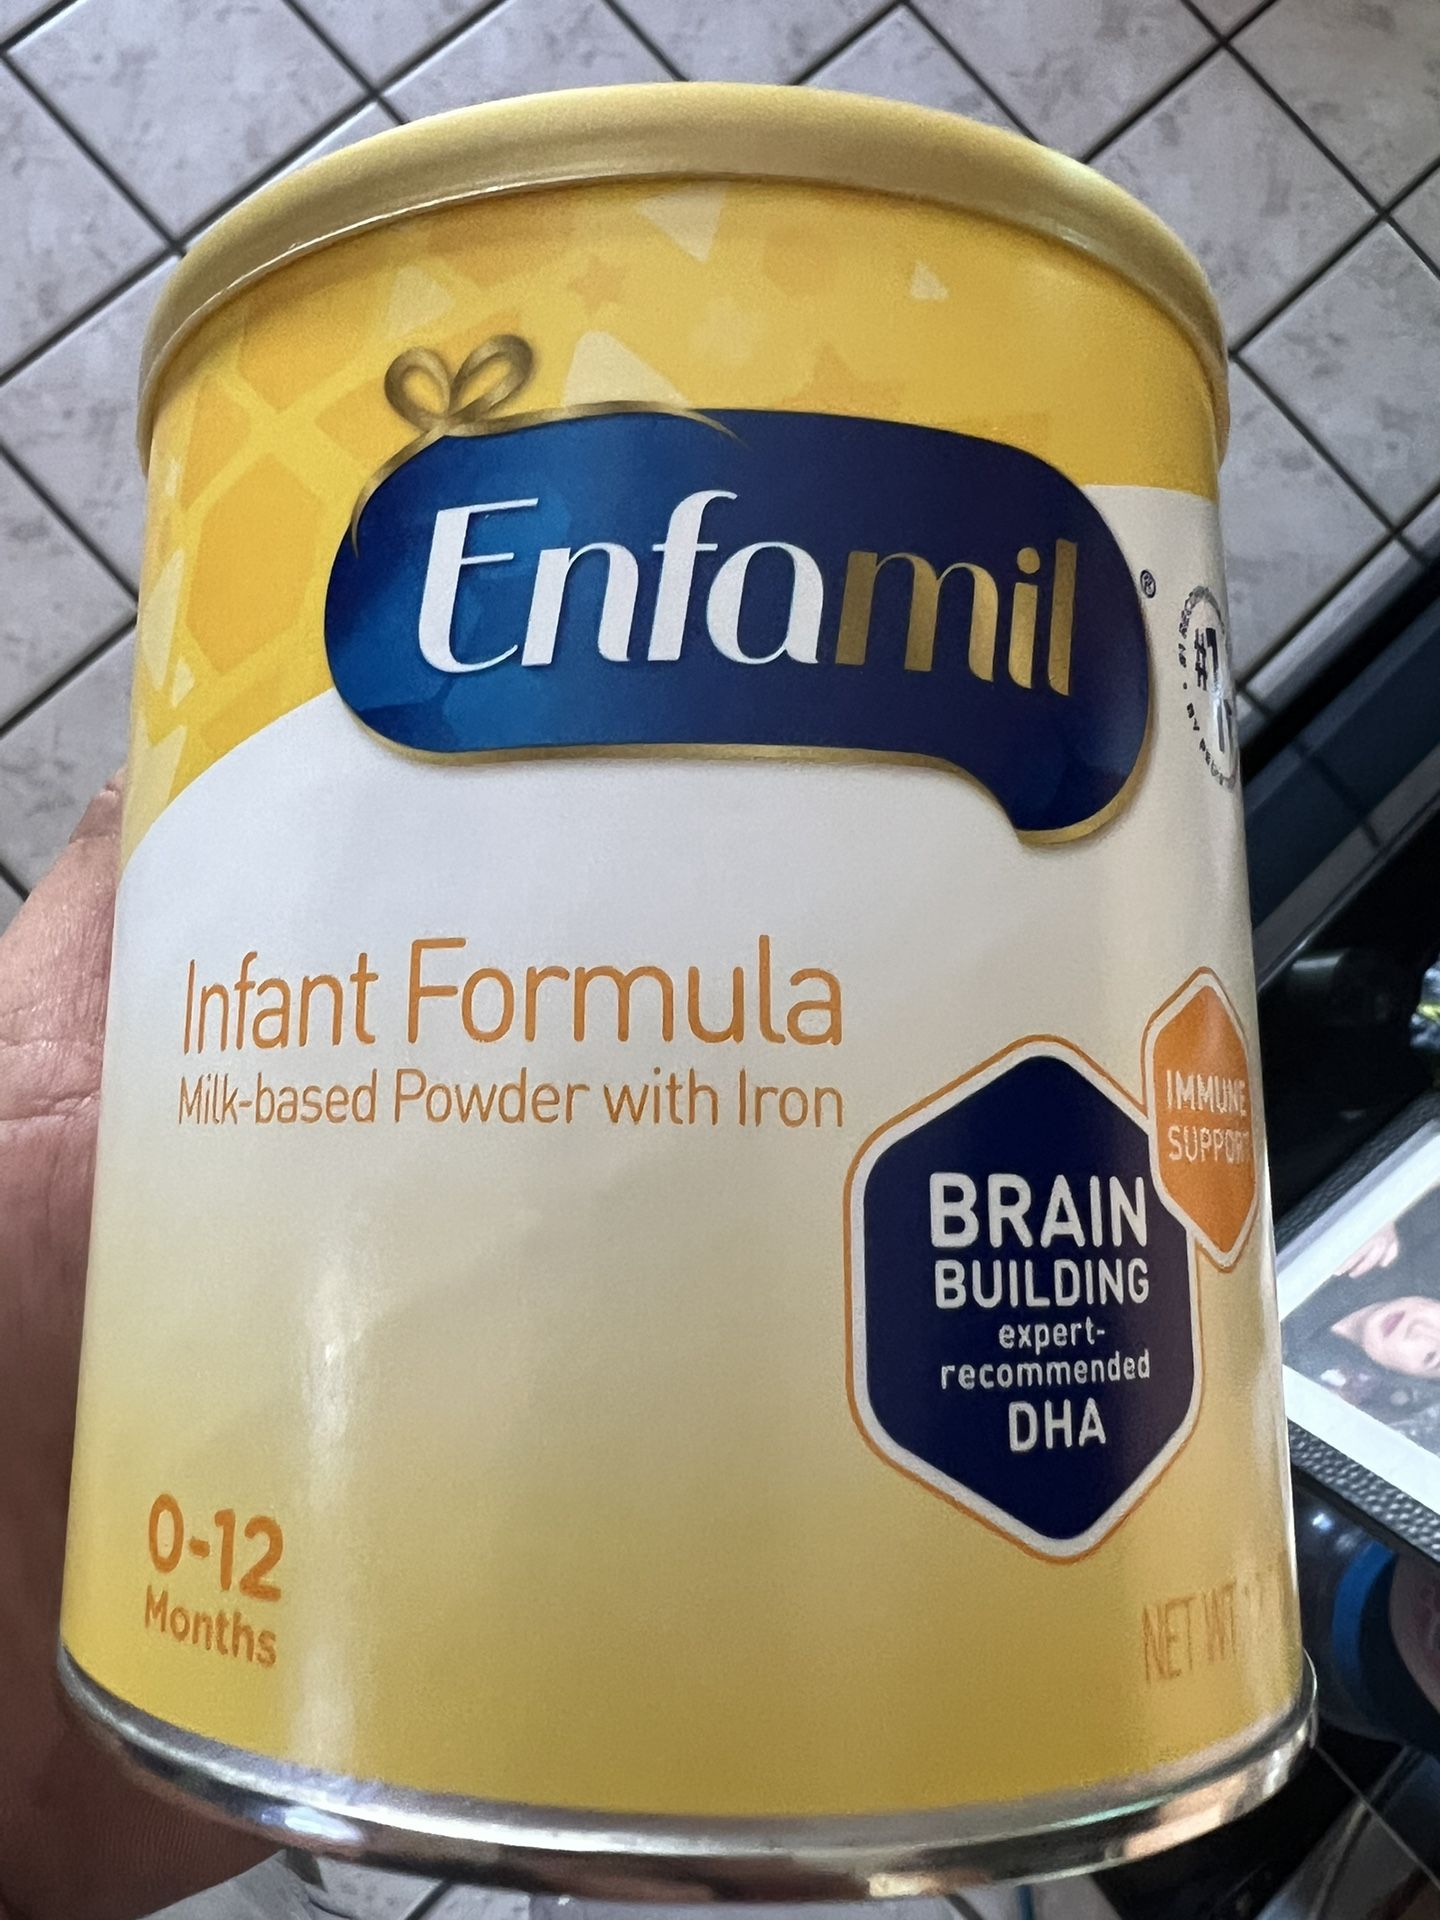 Enfamil®
#1
Infant Formula
Milk-based Powder with Iron
IMMUNE
SUPPORT
BRAIN
BUILDING
expert-
recommended
DHA
0-12
Months
NET WT